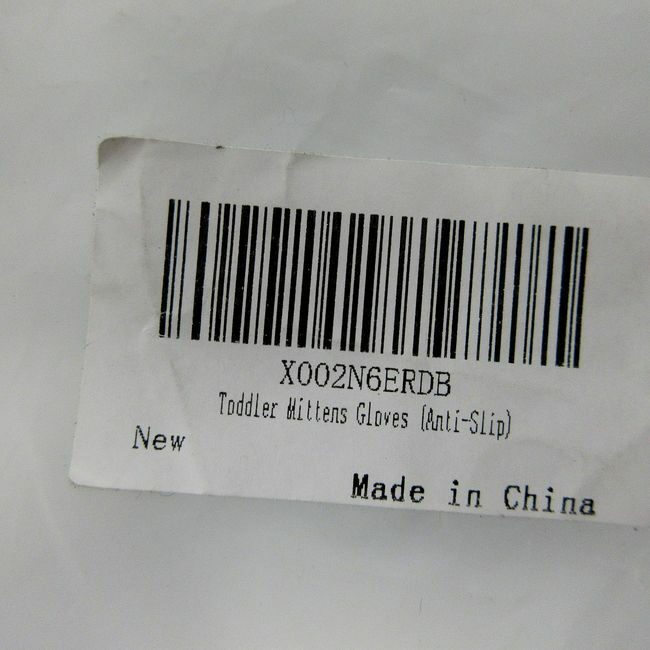 X002N6ERDB
Toddler Mittens Gloves (Anti-Slip)
New
Made in China